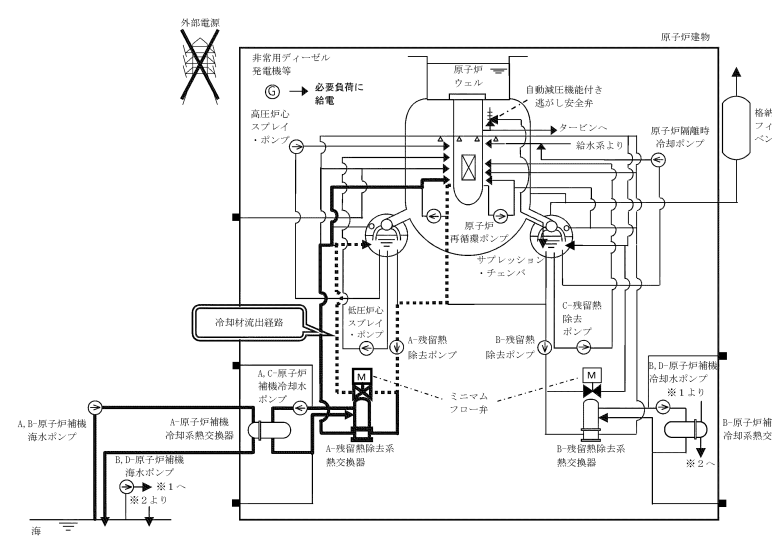 外部電源
原子炉建物
非常用ディーゼル
発電機等
G
必要負荷に
給電
原子炉
ウェル
自動減圧機能付き
逃がし安全弁
高圧炉心
スプレイ
・ポンプ
タービンへ
給水系より
原子炉隔離時
冷却ポンプ
格納
フィ
ベン
原子炉
再循環ポンプ
サプレッション
・チェンバ
冷却材流出経路
低圧炉心
スプレイ
・ポンプ
A-残留熱
除去ポンプ
B-残留熱
除去ポンプ
C-残留熱
除去
ポンプ
A,C-原子炉
補機冷却水
ポンプ
M
ミニマム
フロー弁
M
B,D-原子炉補機
冷却水ポンプ
※1より
A,B-原子炉補機
海水ポンプ
A-原子炉補機
冷却系熱交換器
A-残留熱除去系
熱交換器
B-残留熱除去系
熱交換器
B-原子炉補
冷却系熱交
※2へ
B,D-原子炉補機
海水ポンプ
※1へ
※2より
海